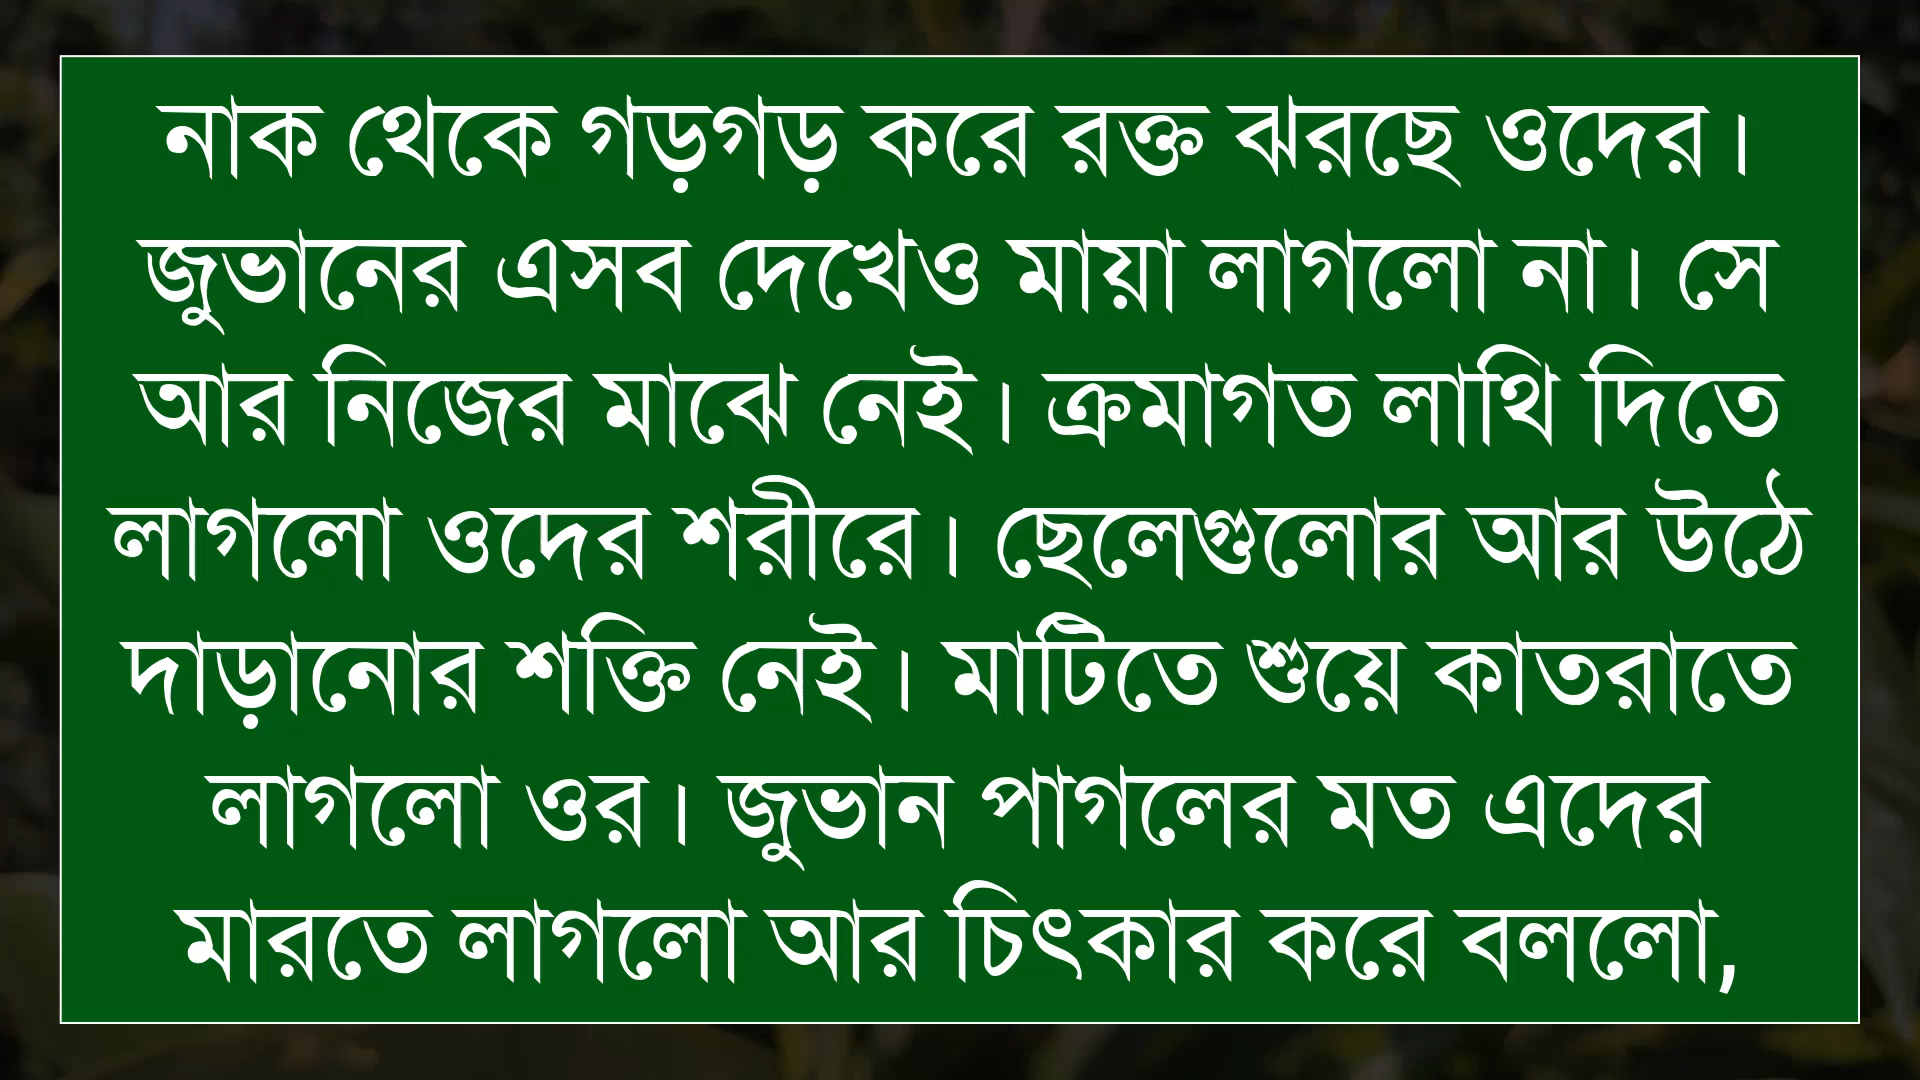 নাক থেকে গড়গড় করে রক্ত ঝরছে ওদের।
জুভানের এসব দেখেও মায়া লাগলো না। সে
আর নিজের মাঝে নেই। ক্রমাগত লাথি দিতে
লাগলো ওদের শরীরে। ছেলেগুলোর আর উঠে
দাড়ানোর শক্তি নেই। মাটিতে শুয়ে কাতরাতে
লাগলো ওর। জুভান পাগলের মত এদের
মারতে লাগলো আর চিৎকার করে বললো,